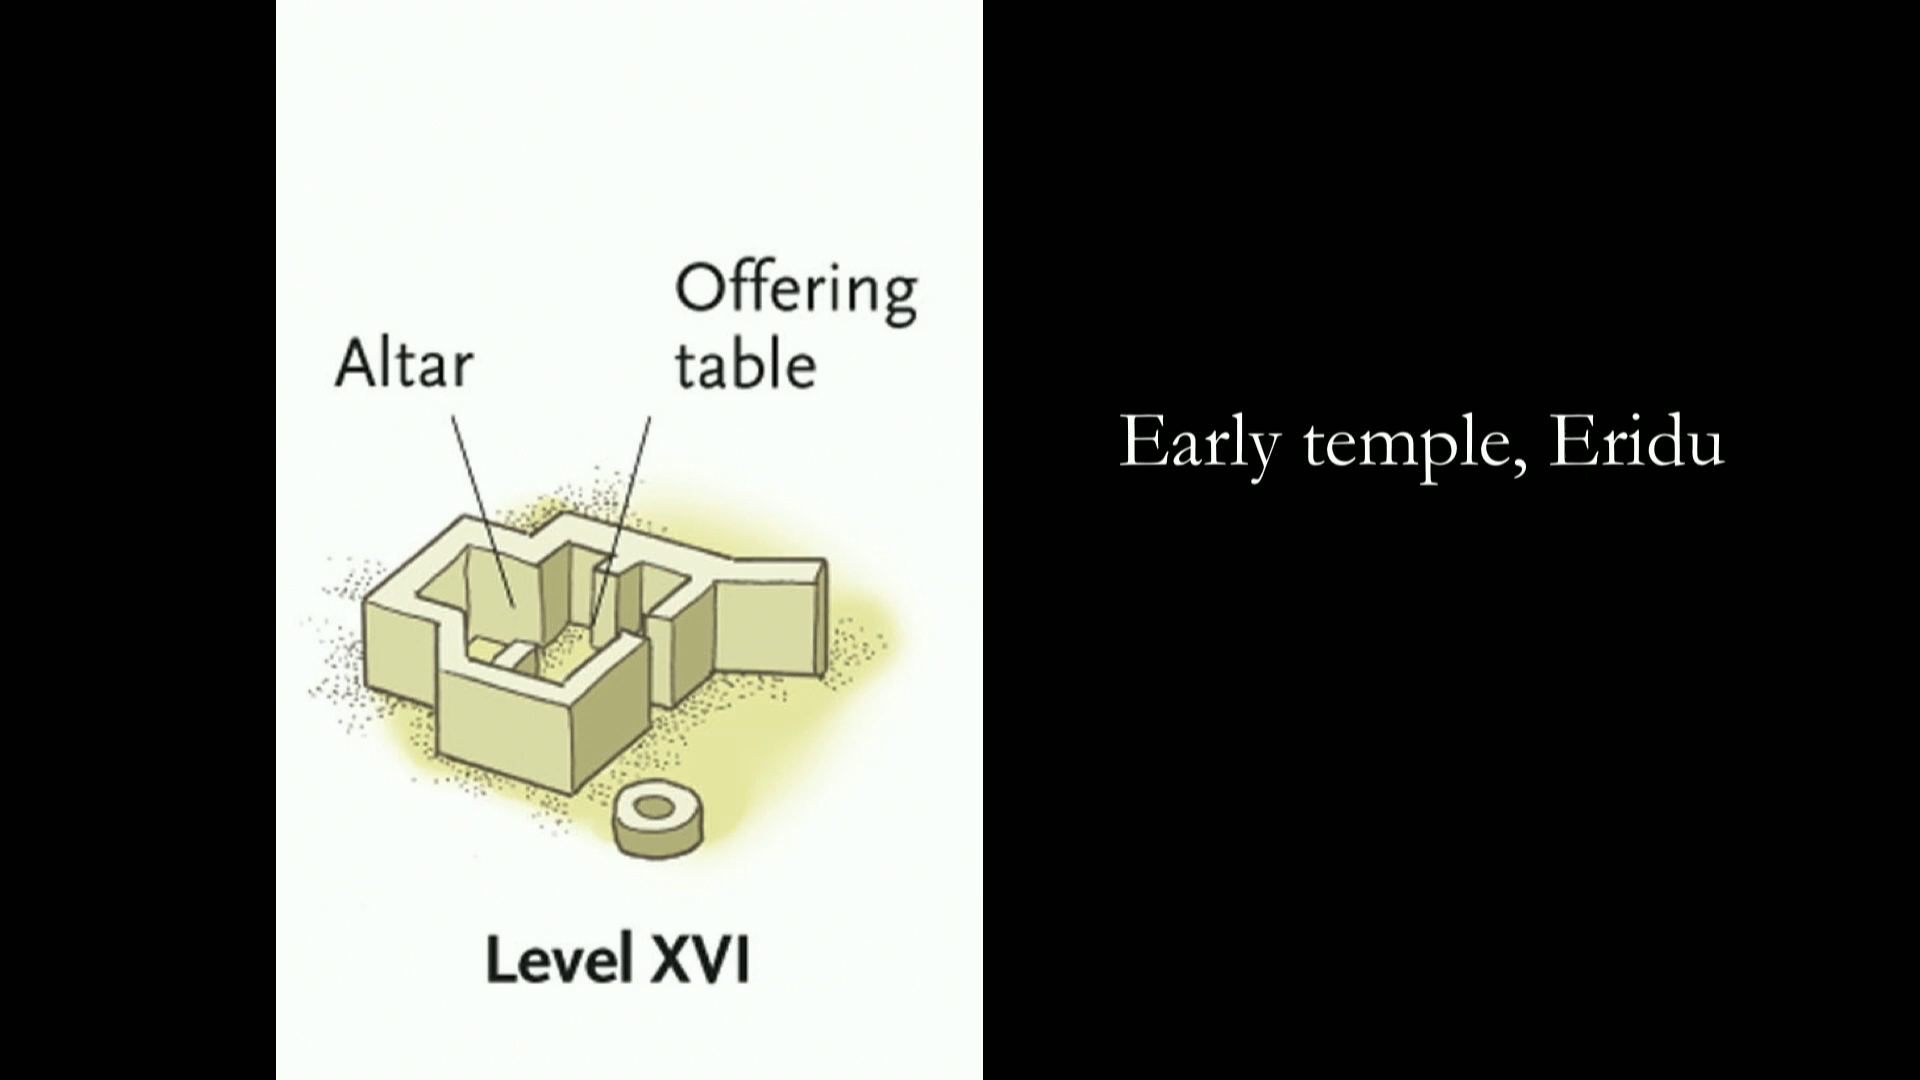 Altar
Offering
table
Level XVI
Early temple, Eridu